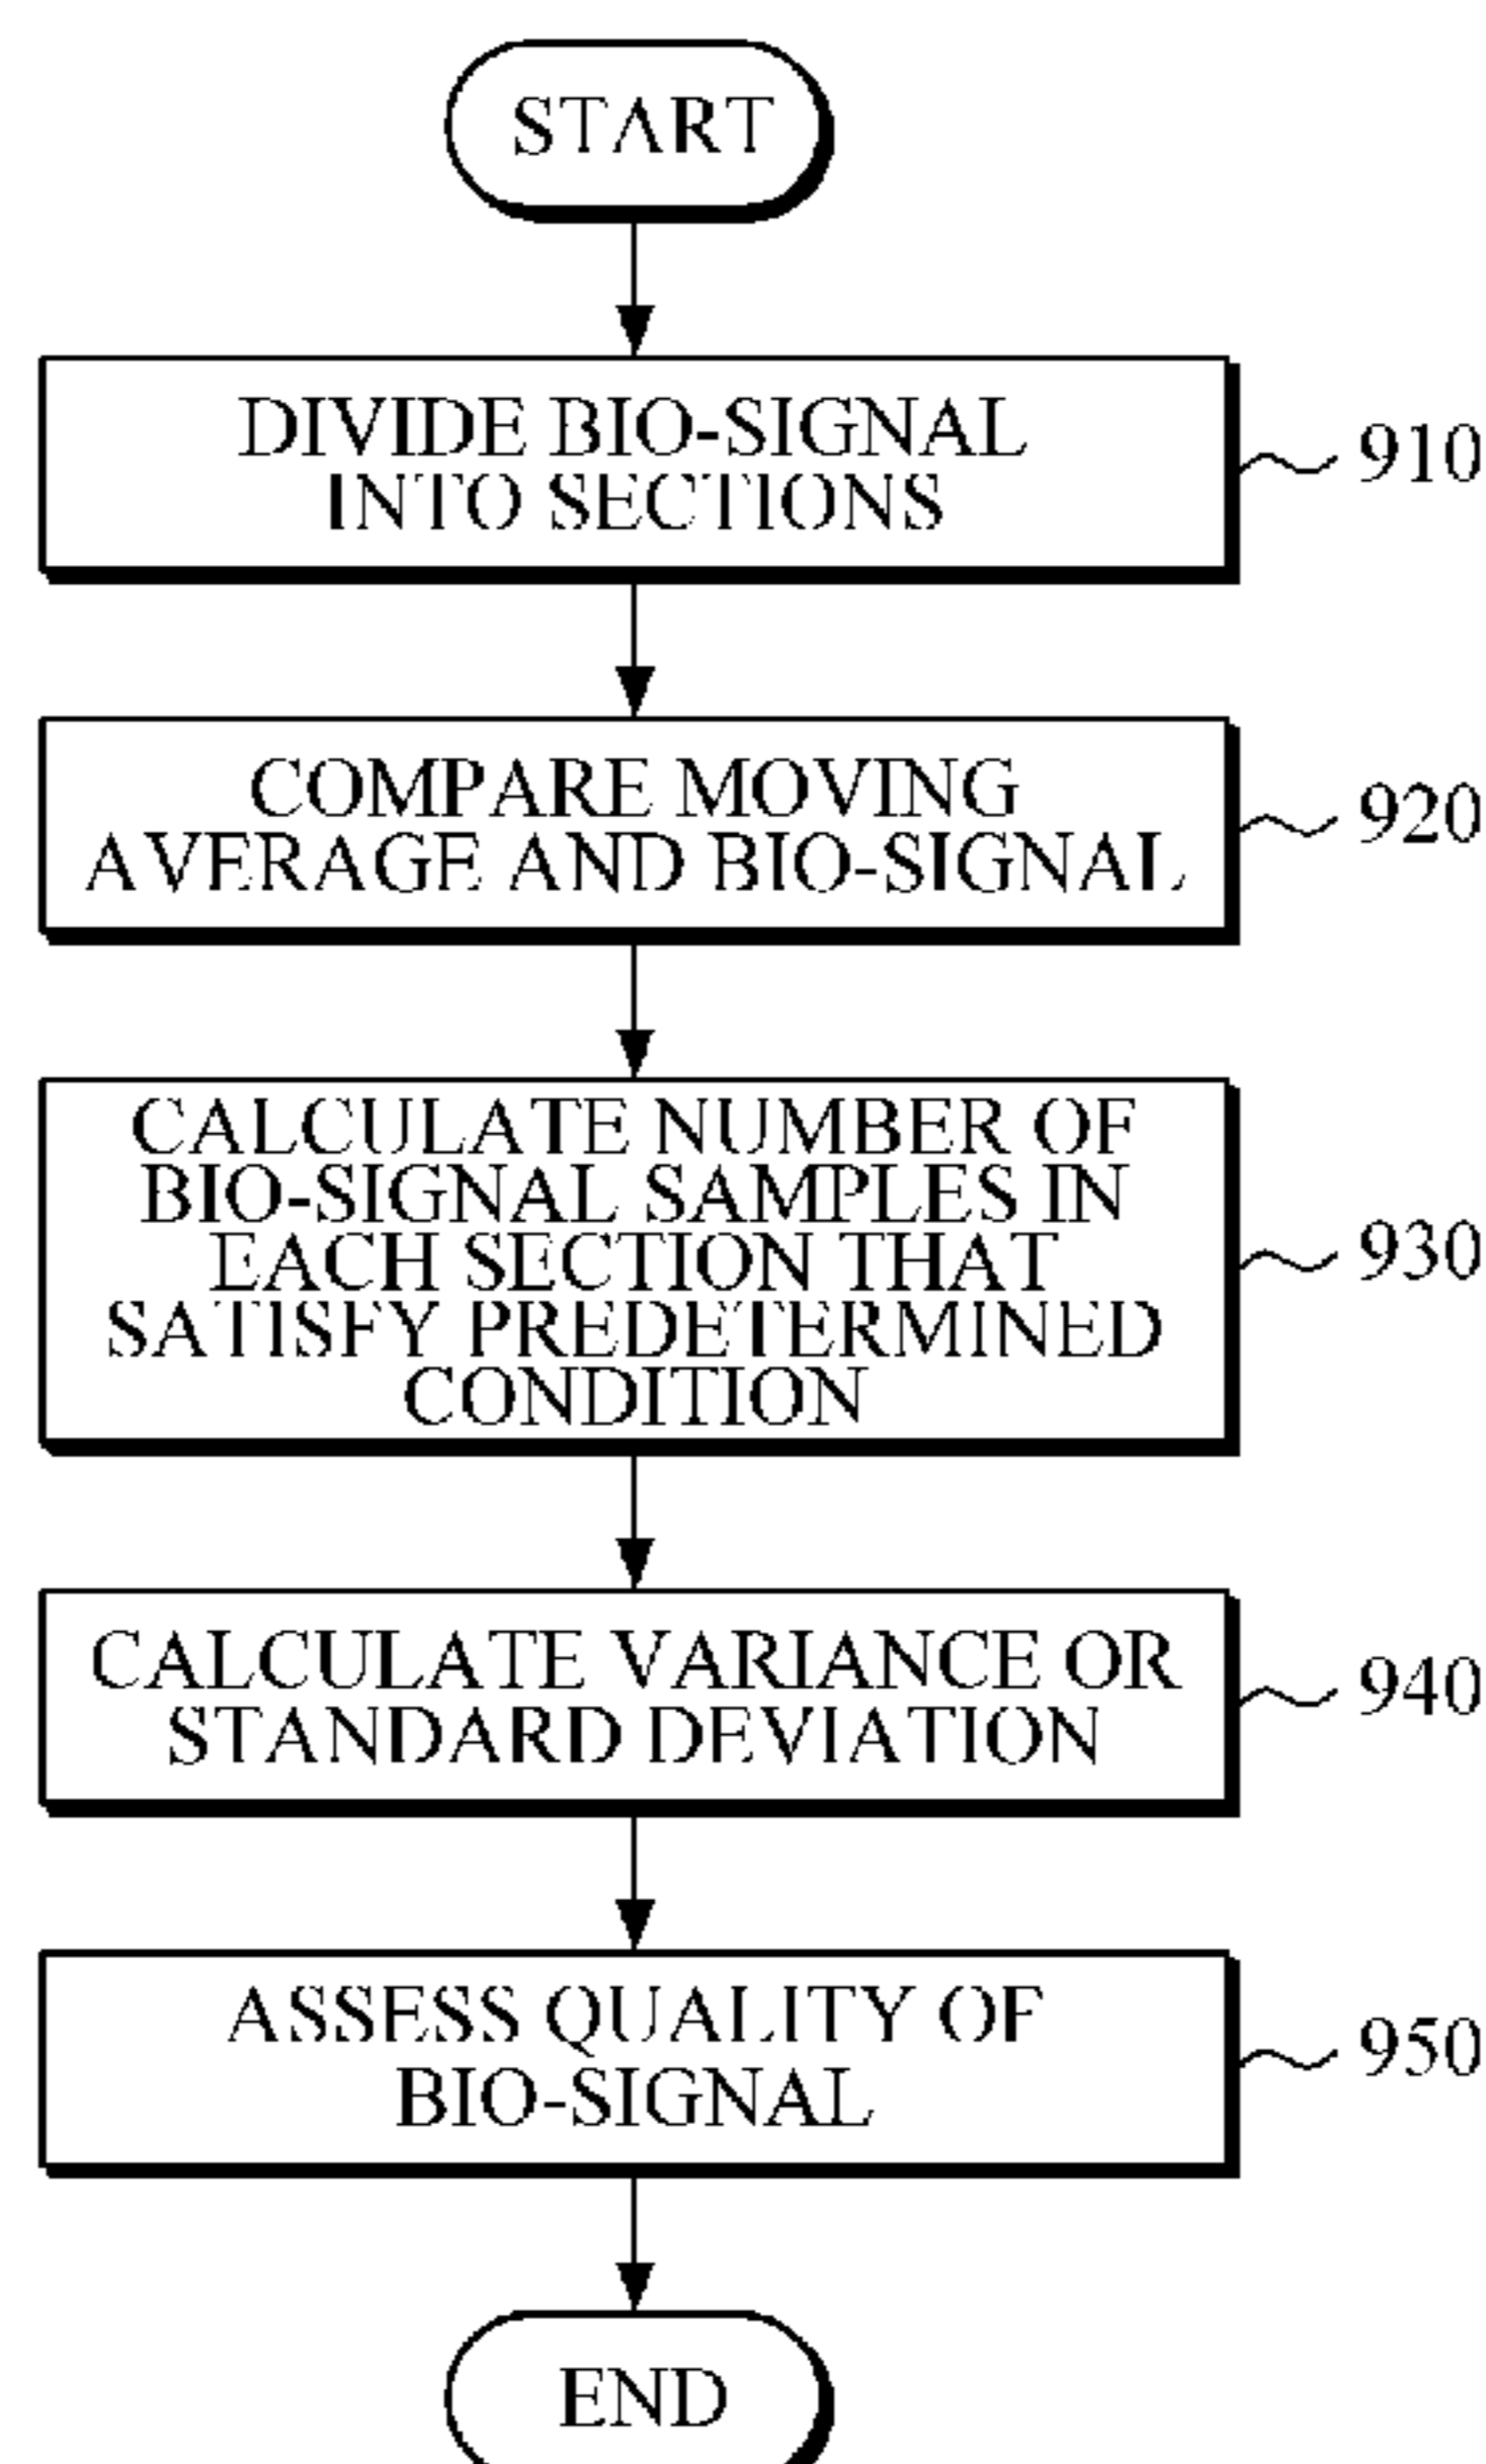 START
DIVIDE BIO-SIGNAL
INTO SECTIONS
910
COMPARE MOVING
AVERAGE AND BIO-SIGNAL
920
CALCULATE NUMBER OF
BIO-SIGNAL SAMPLES IN
EACH SECTION THAT
SATISFY PREDETERMINED
CONDITION
930
CALCULATE VARIANCE OR
STANDARD DEVIATION
940
ASSESS QUALITY OF
BIO-SIGNAL
950
END